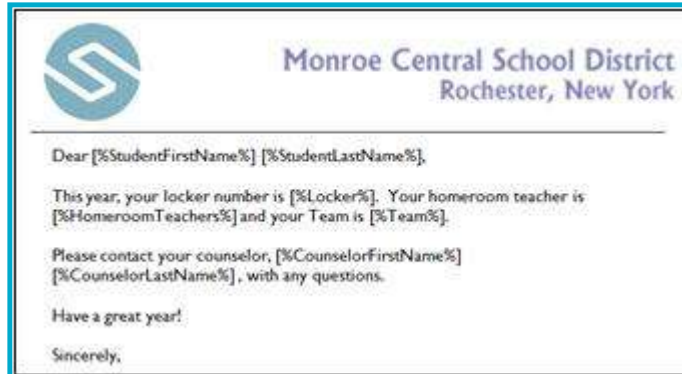 Monroe Central School District
Rochester, New York
Dear [%StudentFirstName%] [%StudentLastName%],
This year, your locker number is [%Locker%]. Your homeroom teacher is
[%HomeroomTeachers%] and your Team is [%Team%].
Please contact your counselor, [%CounselorFirstName%]
[%CounselorLastName%] , with any questions.
Have a great year!
Sincerely,